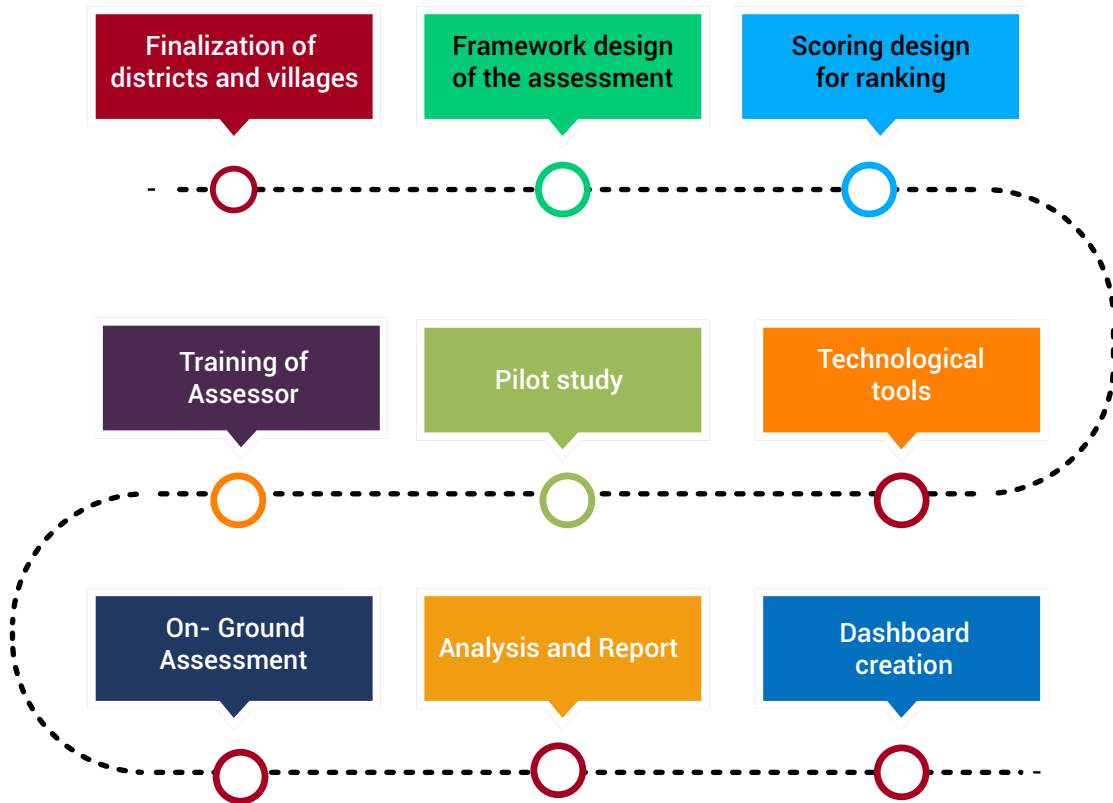 Finalization of
districts and villages
Framework design
of the assessment
Scoring design
for ranking
Training of
Assessor
Pilot study
Technological
tools
On- Ground
Assessment
Analysis and Report
Dashboard
creation